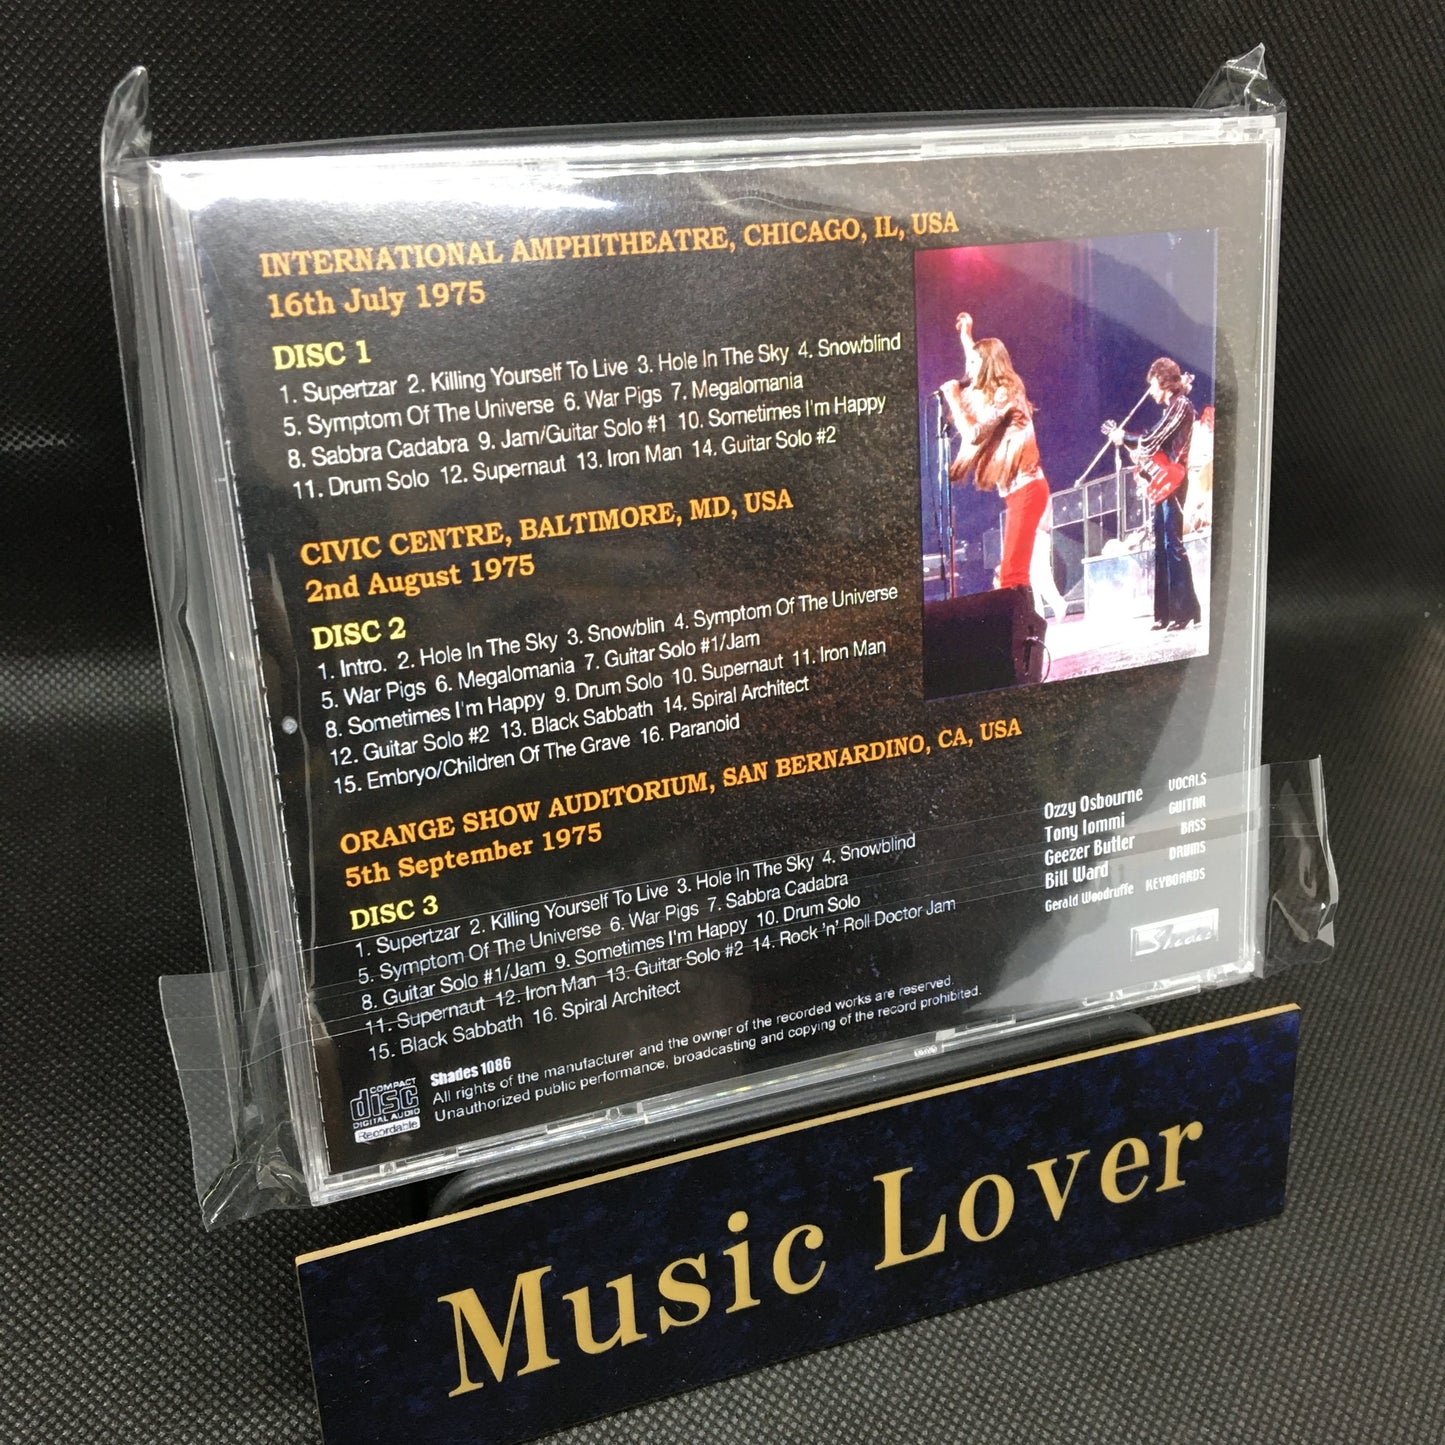 INTERNATIONAL AMPHITHEATRE, CHICAGO, IL, USA
16th July 1975
DISC 1
1. Supertzar 2. Killing Yourself To Live 3. Hole In The Sky 4. Snowblind
5. Symptom Of The Universe 6. War Pigs 7. Megalomania
8. Sabbra Cadabra 9. Jam/Guitar Solo #1 10. Sometimes I'm Happy
11. Drum Solo 12. Supernaut 13. Iron Man 14. Guitar Solo #2
CIVIC CENTRE, BALTIMORE, MD, USA
2nd August 1975
DISC 2
1. Intro. 2. Hole In The Sky 3. Snowblin 4. Symptom Of The Universe
5. War Pigs 6. Megalomania 7. Guitar Solo #1/Jam
8. Sometimes I'm Happy 9. Drum Solo 10. Supernaut 11. Iron Man
12. Guitar Solo #2 13. Black Sabbath 14. Spiral Architect
15. Embryo/Children Of The Grave 16. Paranoid
ORANGE SHOW AUDITORIUM, SAN BERNARDINO, CA, USA
5th September 1975
DISC 3
1. Supertzar 2. Killing Yourself To Live 3. Hole In The Sky 4. Snowblind
5. Symptom Of The Universe 6. War Pigs 7. Sabbra Cadabra
8. Guitar Solo #1/Jam 9. Sometimes I'm Happy 10. Drum Solo
11. Supernaut 12. Iron Man 13. Guitar Solo #2 14. Rock 'n' Roll Doctor Jam
15. Black Sabbath 16. Spiral Architect
Ozzy Osbourne VOCALS
Tony Iommi GUITAR
Geezer Butler BASS
Bill Ward DRUMS
Gerald Woodruffe KEYBOARDS
Shades
COMPACT
disc
DIGITAL AUDIO
Recordable
Shades 1086
All rights of the manufacturer and the owner of the recorded works are reserved.
Unauthorized public performance, broadcasting and copying of the record prohibited.
Music Lover